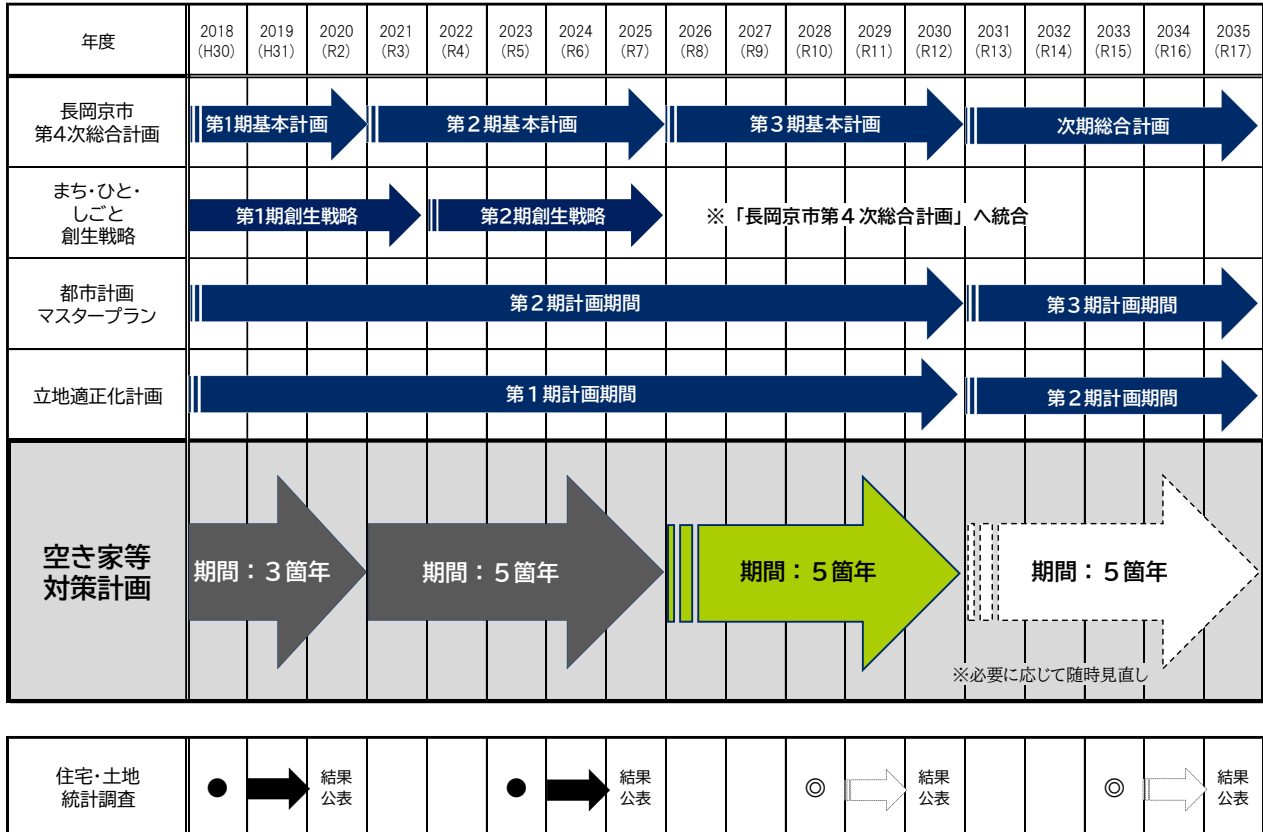 年度
2018 2019 2020 2021 2022 2023 2024 2025 2026 2027 2028 2029 2030 2031 2032 2033 2034 2035
(H30) (H31) (R2) (R3) (R4) (R5) (R6) (R7) (R8) (R9) (R10) (R11) (R12) (R13) (R14) (R15) (R16) (R17)
長岡京市
第4次総合計画
第1期基本計画 第2期基本計画 第3期基本計画 次期総合計画
まち・ひと・
しごと
創生戦略
第1期創生戦略 第2期創生戦略 ※「長岡京市第4次総合計画」へ統合
都市計画
マスタープラン
第2期計画期間 第3期計画期間
立地適正化計画
第1期計画期間 第2期計画期間
空き家等
対策計画
期間：3箇年 期間：5箇年 期間：5箇年 期間：5箇年
※必要に応じて随時見直し
住宅・土地
統計調査
● 結果 ● 結果 ◎ 結果 ◎ 結果
公表 公表 公表 公表